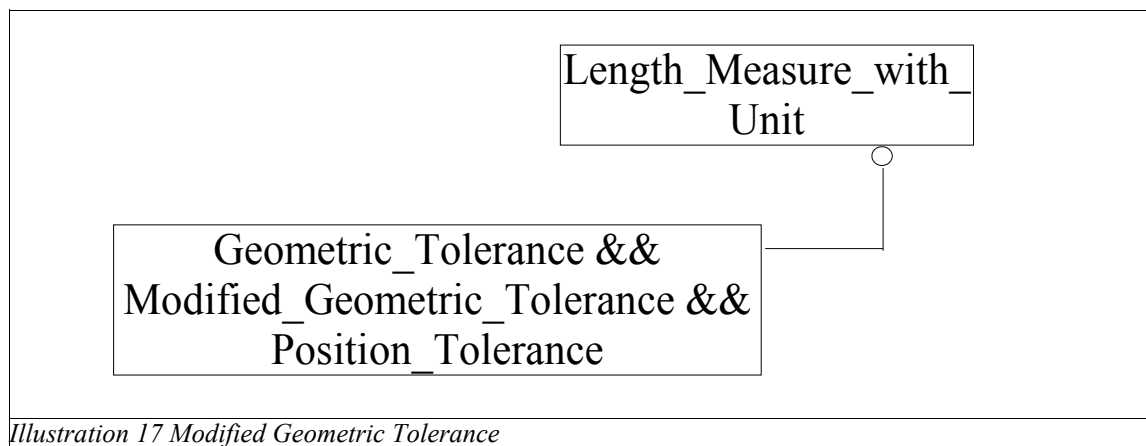 Length_Measure_with_
Unit
Geometric_Tolerance &&
Modified_Geometric_Tolerance &&
Position_Tolerance
Illustration 17 Modified Geometric Tolerance